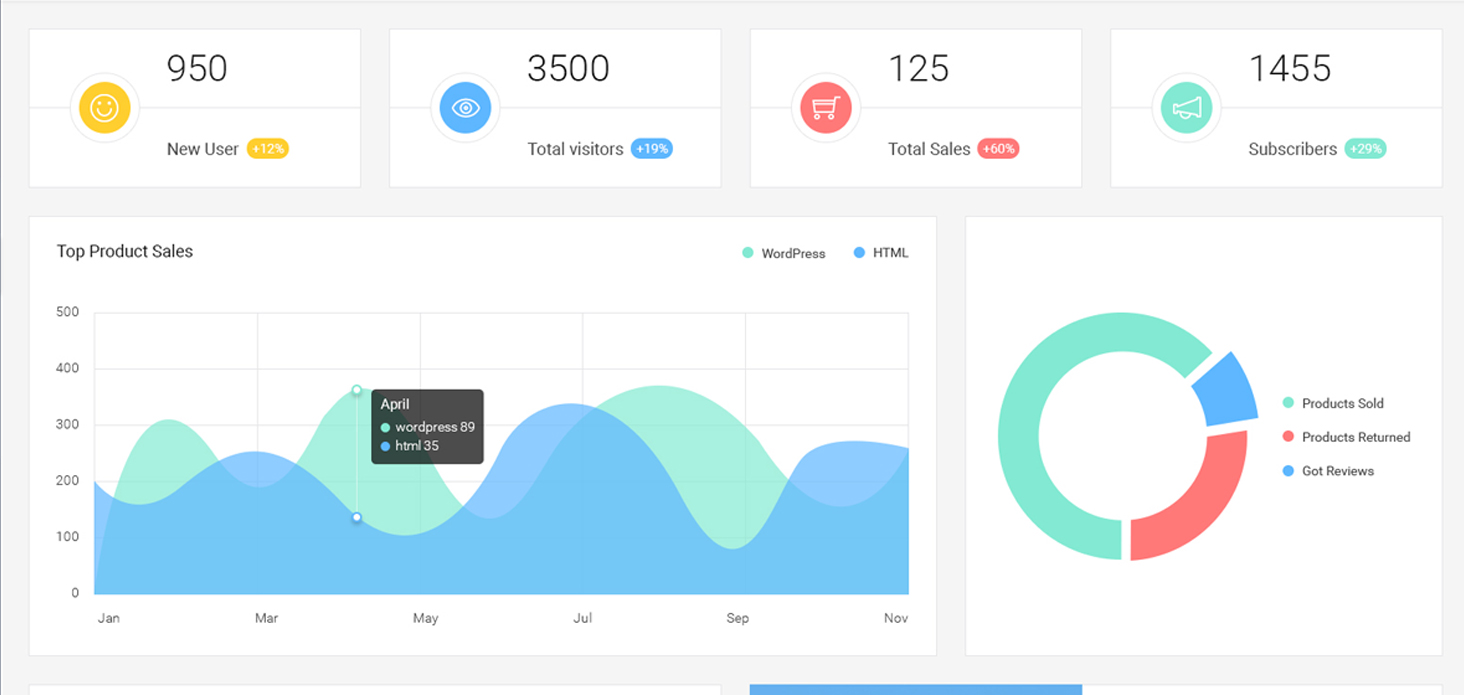 950
New User +12%
3500
Total visitors +19%
125
Total Sales +60%
1455
Subscribers +29%
Top Product Sales
WordPress HTML
500
400
300
200
100
0
April
wordpress 89
html 35
Jan Mar May Jul Sep Nov
Products Sold
Products Returned
Got Reviews